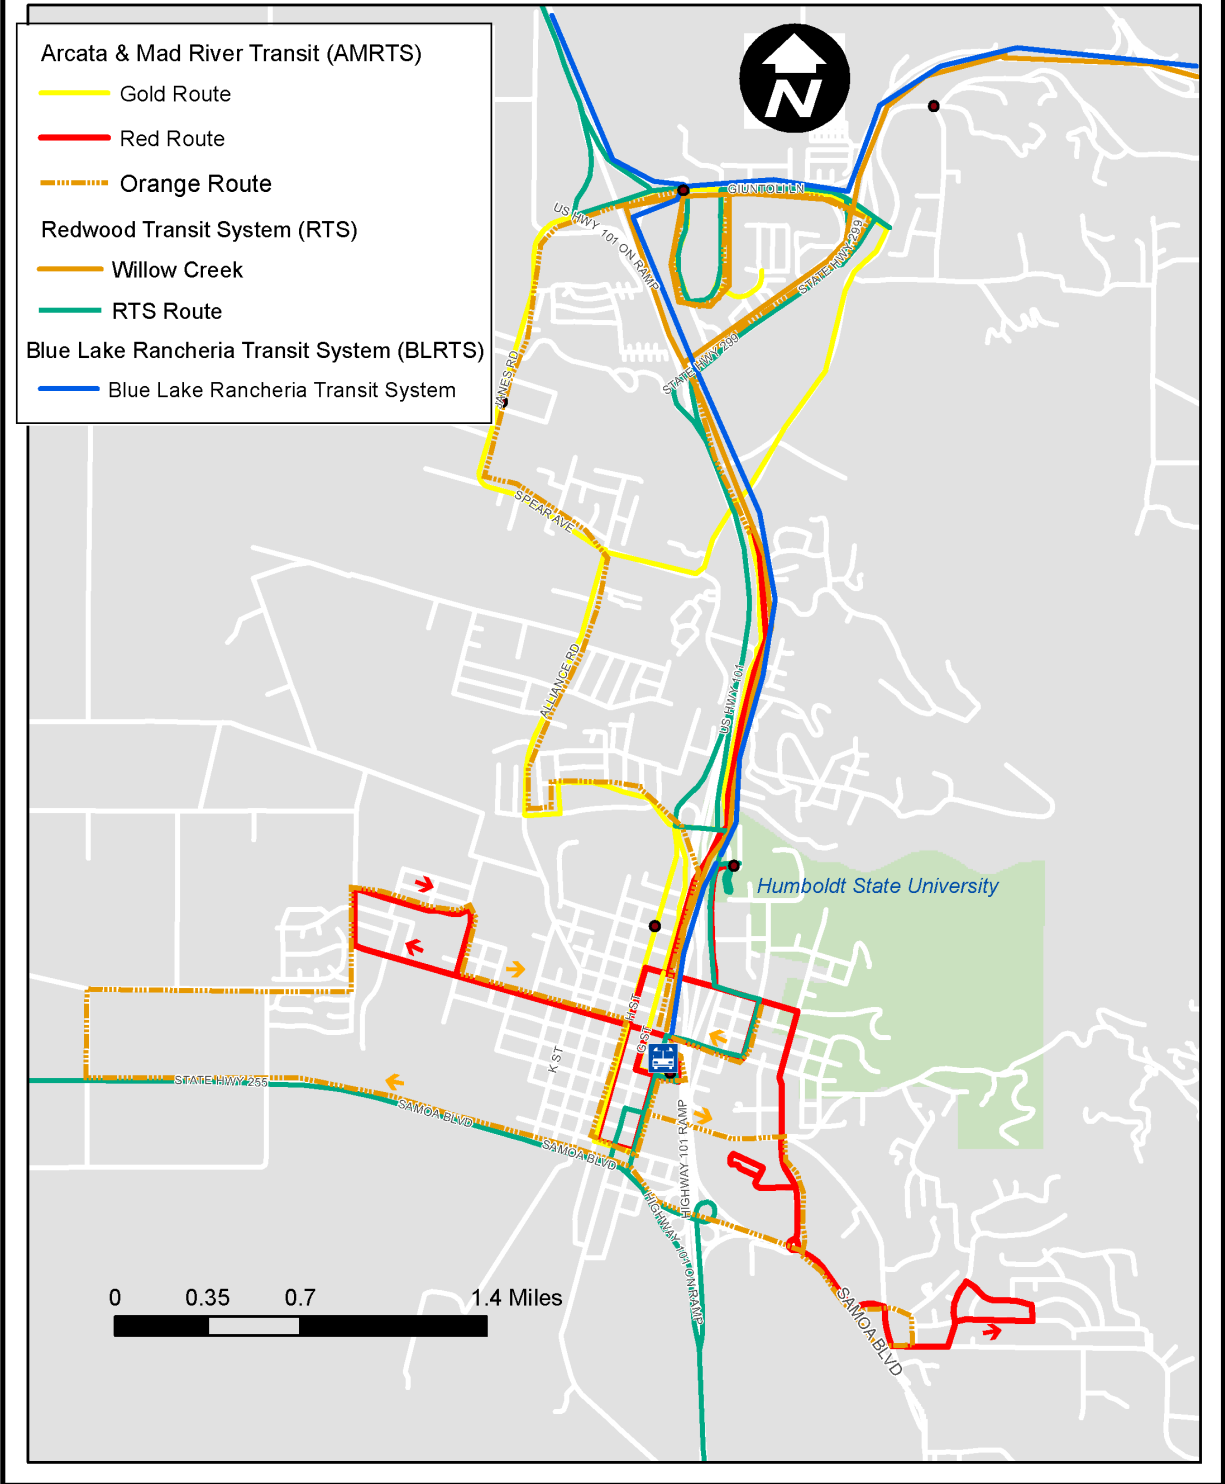 Arcata & Mad River Transit (AMRTS)
Gold Route
Red Route
Orange Route
Redwood Transit System (RTS)
Willow Creek
RTS Route
Blue Lake Rancheria Transit System (BLRTS)
Blue Lake Rancheria Transit System
N
GIUNTOLI LN
US HWY 101 ON RAMP
STATE HWY 299
STATE HWY 299
JANES RD
SPEAR AVE
ALLIANCE RD
US HWY 101
Humboldt State University
H ST
G ST
K ST
STATE HWY 255
SAMOA BLVD
SAMOA BLVD
HIGHWAY 101 RAMP
HIGHWAY 101 ON RAMP
SAMOA BLVD
0 0.35 0.7 1.4 Miles